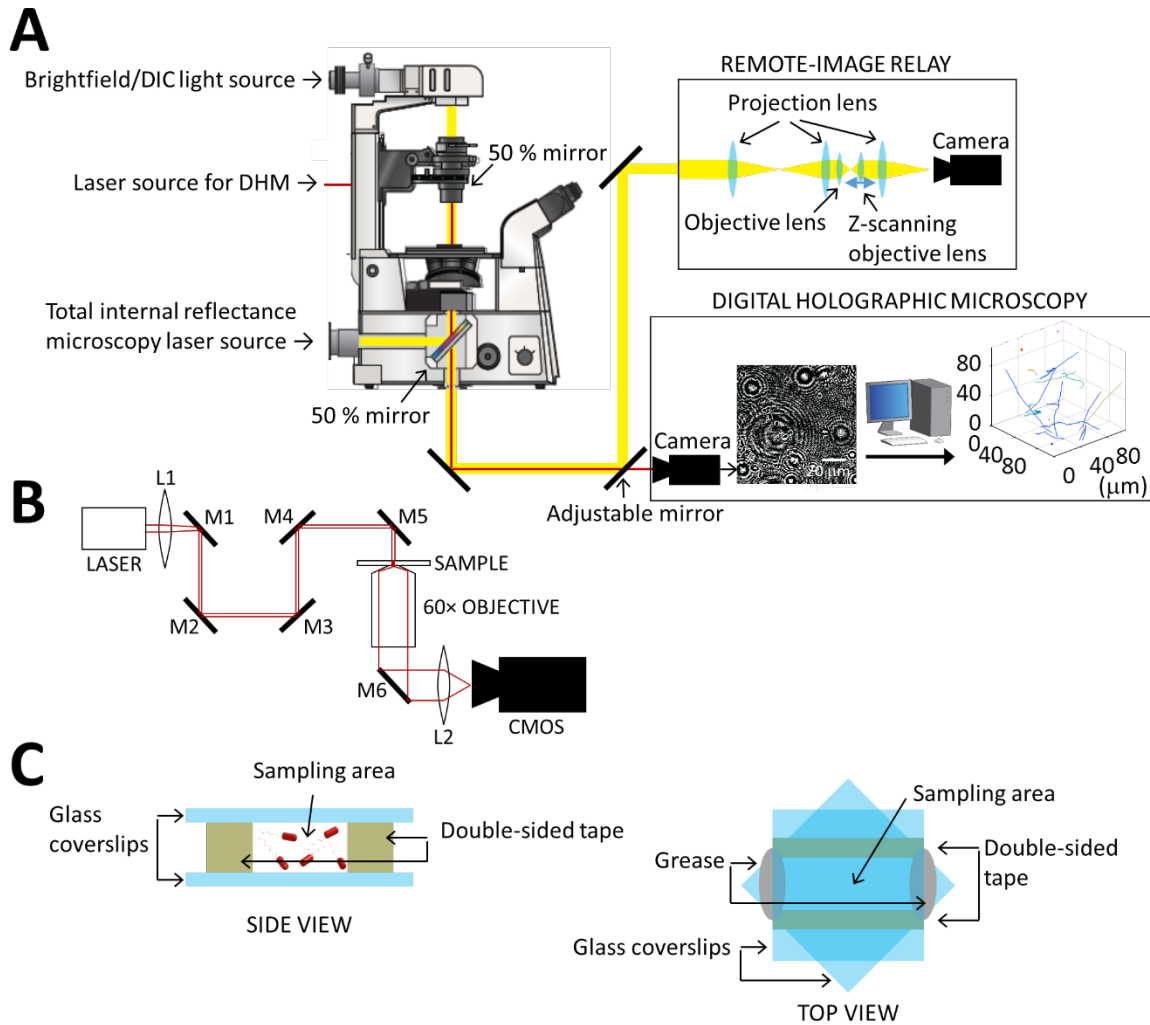 A
Brightfield/DIC light source
50 % mirror
Laser source for DHM
Total internal reflectance
microscopy laser source
50 % mirror
REMOTE-IMAGE RELAY
Projection lens
Camera
Objective lens
Z-scanning
objective lens
DIGITAL HOLOGRAPHIC MICROSCOPY
Camera
20 μm
80
40
0
0
40
80
0
40
80
(μm)
Adjustable mirror
B
L1
M1
M4
M5
LASER
SAMPLE
60× OBJECTIVE
M2
M3
M6
L2
CMOS
C
Sampling area
Glass
coverslips
Double-sided tape
SIDE VIEW
Sampling area
Grease
Double-sided
tape
Glass coverslips
TOP VIEW